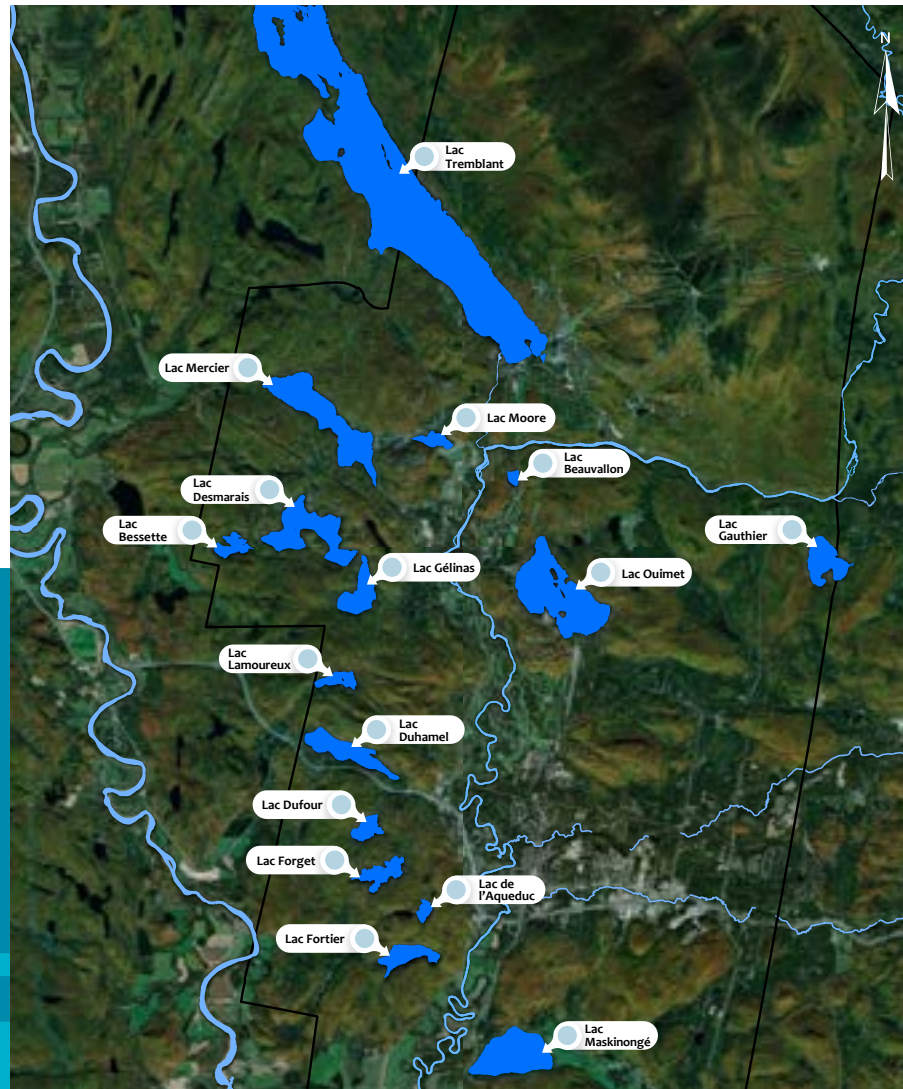 N
Lac
Tremblant
Lac Mercier
Lac Moore
Lac
Beauvallon
Lac
Desmarais
Lac
Bessette
Lac
Gauthier
Lac Gélinas
Lac Ouimet
Lac
Lamoureux
Lac
Duhamel
Lac Dufour
Lac Forget
Lac de
l'Aqueduc
Lac Fortier
Lac
Maskinongé